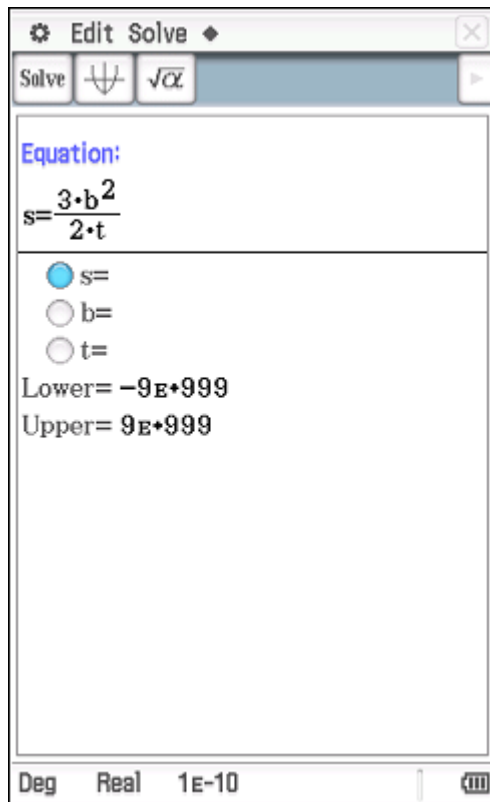 Edit Solve ◆
Solve √α
Equation:
s=3·b²/2·t
s=
b=
t=
Lower= −9ᴇ+999
Upper= 9ᴇ+999
Deg Real 1ᴇ-10